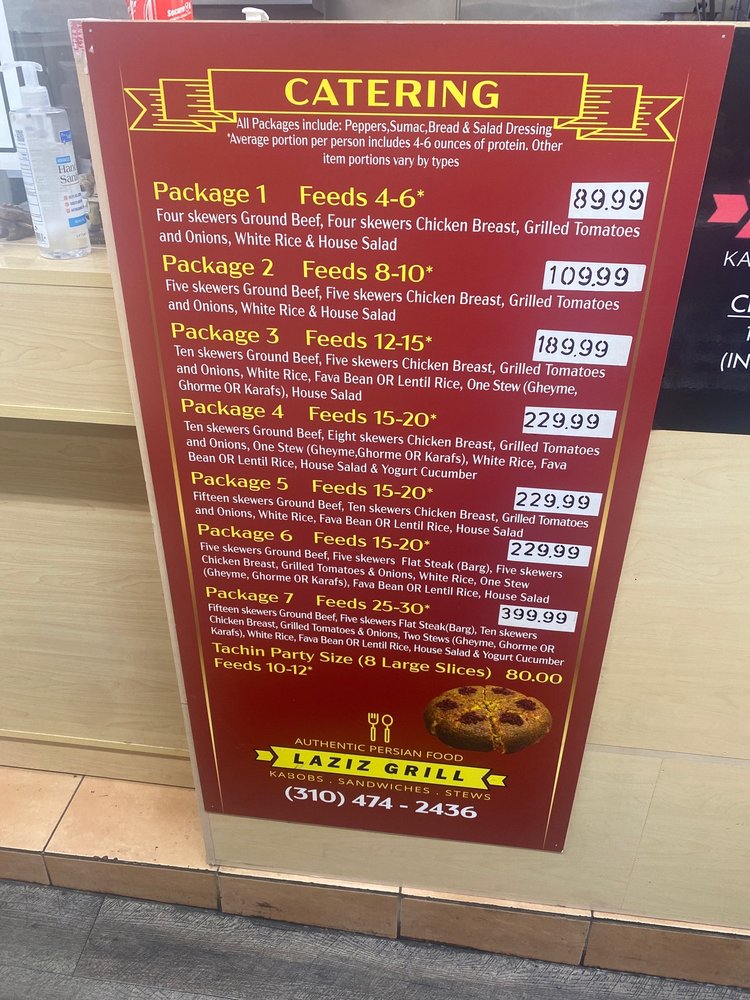 CATERING
All Packages include: Peppers,Sumac,Bread & Salad Dressing
*Average portion per person includes 4-6 ounces of protein. Other
item portions vary by types
Package 1 Feeds 4-6* 89.99
Four skewers Ground Beef, Four skewers Chicken Breast, Grilled Tomatoes
and Onions, White Rice & House Salad
Package 2 Feeds 8-10* 109.99
Five skewers Ground Beef, Five skewers Chicken Breast, Grilled Tomatoes
and Onions, White Rice & House Salad
Package 3 Feeds 12-15* 189.99
Ten skewers Ground Beef, Five skewers Chicken Breast, Grilled Tomatoes
and Onions, White Rice, Fava Bean OR Lentil Rice, One Stew (Gheyme,
Ghorme OR Karafs), House Salad
Package 4 Feeds 15-20* 229.99
Ten skewers Ground Beef, Eight skewers Chicken Breast, Grilled Tomatoes
and Onions, One Stew (Gheyme,Ghorme OR Karafs), White Rice, Fava
Bean OR Lentil Rice, House Salad & Yogurt Cucumber
Package 5 Feeds 15-20* 229.99
Fifteen skewers Ground Beef, Ten skewers Chicken Breast, Grilled Tomatoes
and Onions, White Rice, Fava Bean OR Lentil Rice, House Salad
Package 6 Feeds 15-20* 229.99
Five skewers Ground Beef, Five skewers Flat Steak (Barg), Five skewers
Chicken Breast, Grilled Tomatoes & Onions, White Rice, One Stew
(Gheyme, Ghorme OR Karafs), Fava Bean OR Lentil Rice, House Salad
Package 7 Feeds 25-30* 399.99
Fifteen skewers Ground Beef, Five skewers Flat Steak(Barg), Ten skewers
Chicken Breast, Grilled Tomatoes & Onions, Two Stews (Gheyme, Ghorme OR
Karafs), White Rice, Fava Bean OR Lentil Rice, House Salad & Yogurt Cucumber
Tachin Party Size (8 Large Slices) 80.00
Feeds 10-12*
AUTHENTIC PERSIAN FOOD
LAZIZ GRILL
KABOBS . SANDWICHES . STEWS
(310) 474 - 2436
KA
(IN